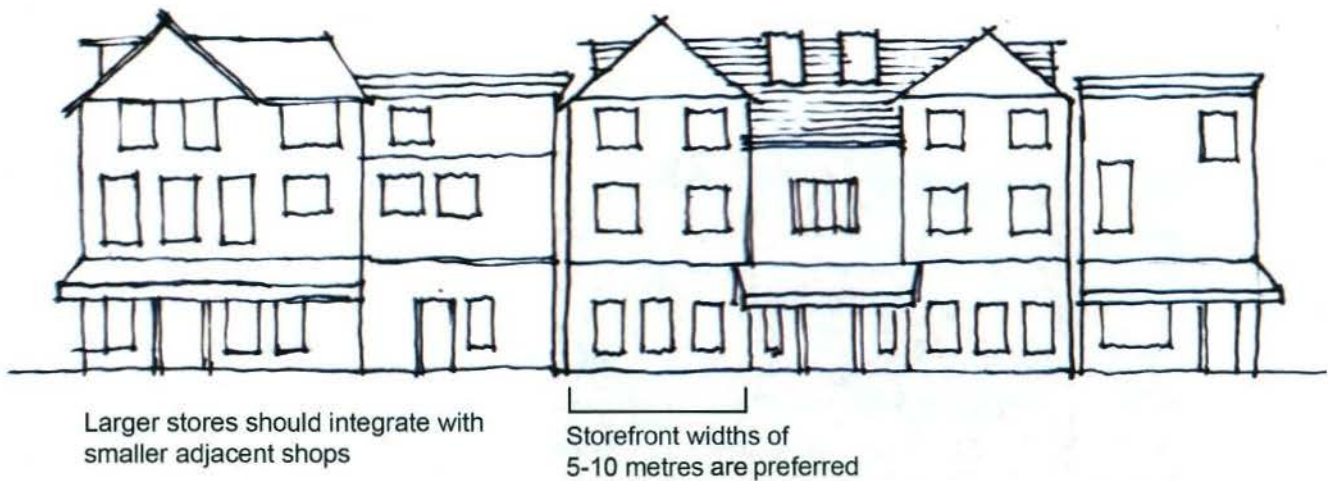 Larger stores should integrate with
smaller adjacent shops
Storefront widths of
5-10 metres are preferred